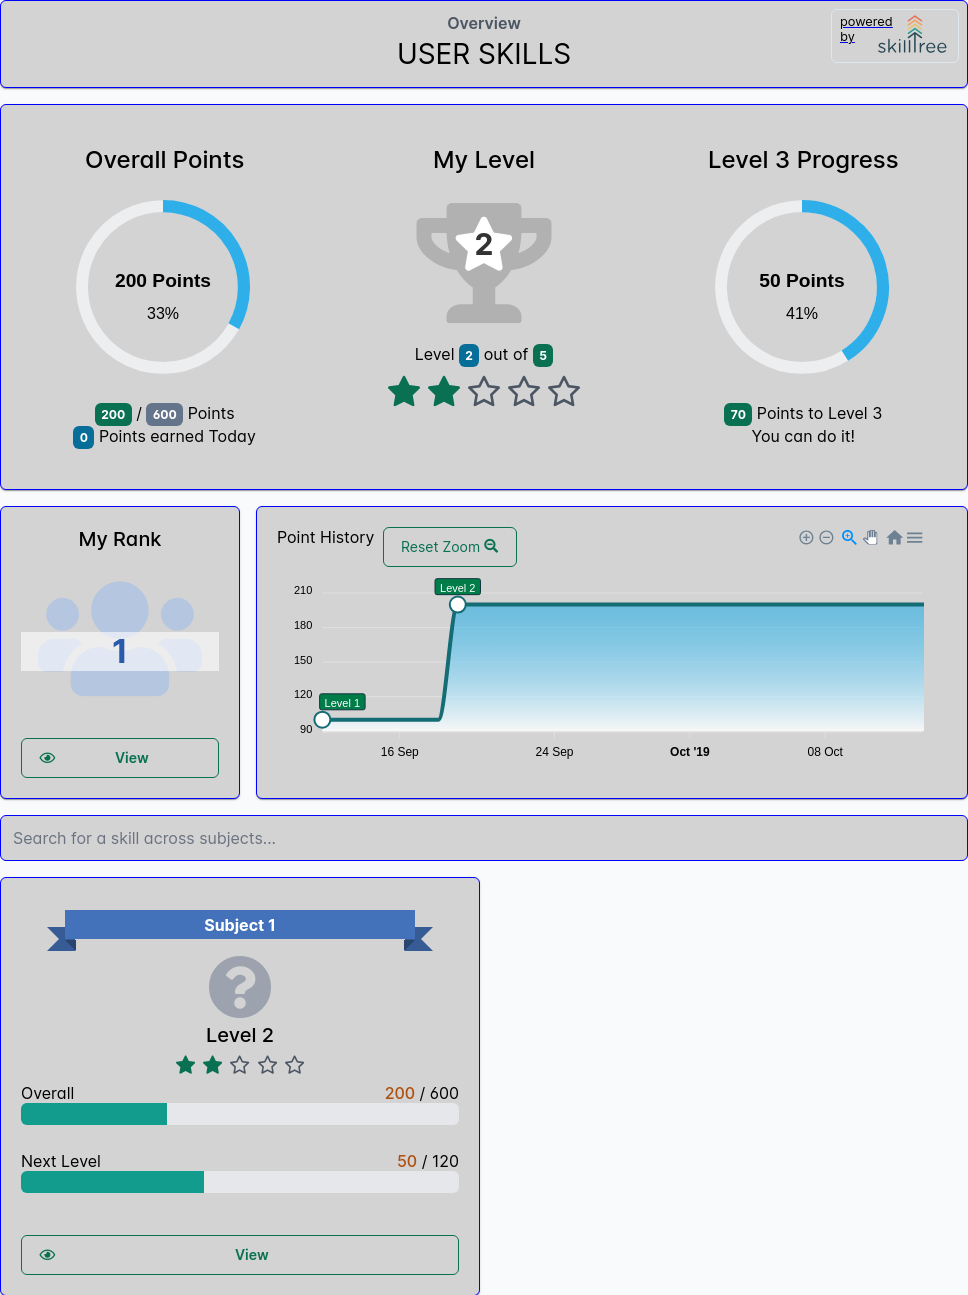 Overview
USER SKILLS
powered
by
skilltree
Overall Points
My Level
Level 3 Progress
200 Points
33%
2
50 Points
41%
Level 2 out of 5
200 / 600 Points
0 Points earned Today
70 Points to Level 3
You can do it!
My Rank
1
View
Point History
Reset Zoom
210
180
150
120
90
Level 2
Level 1
16 Sep
24 Sep
Oct '19
08 Oct
Search for a skill across subjects...
Subject 1
?
Level 2
Overall
200 / 600
Next Level
50 / 120
View